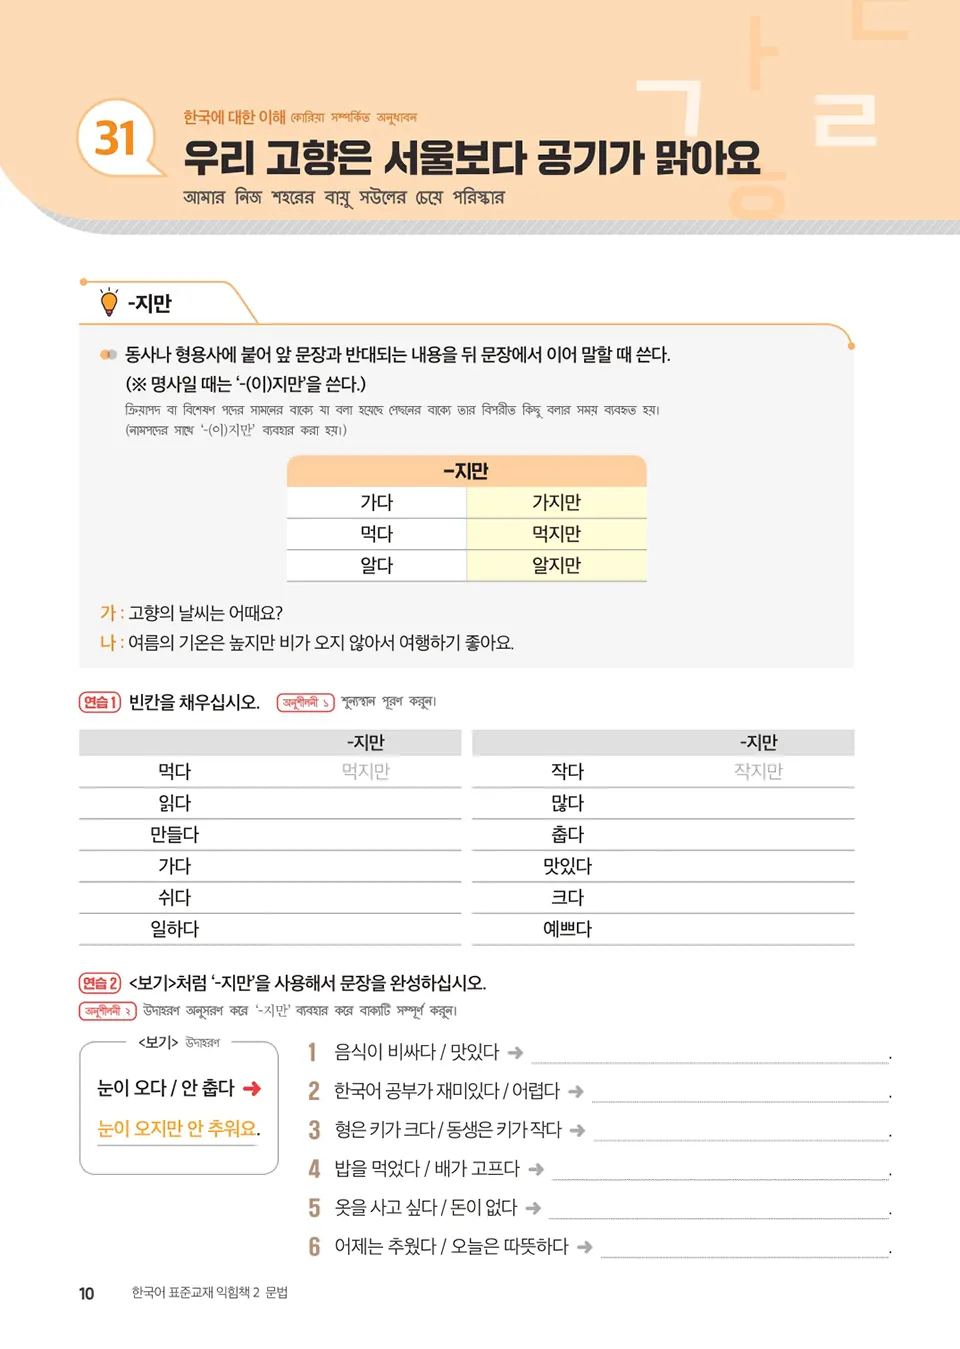 31
한국에 대한 이해 কোরিয়া সম্পর্কিত অনুধাবন
우리 고향은 서울보다 공기가 맑아요
আমার নিজ শহরের বায়ু সউলের চেয়ে পরিস্কার
-지만
동사나 형용사에 붙어 앞 문장과 반대되는 내용을 뒤 문장에서 이어 말할 때 쓴다.
(※ 명사일 때는 ‘-(이)지만’을 쓴다.)
ক্রিয়াপদ বা বিশেষণ পদের সামনের বাক্যে যা বলা হয়েছে পেছনের বাক্যে তার বিপরীত কিছু বলার সময় ব্যবহৃত হয়।
(নামপদের সাথে ‘-(이)지만’ ব্যবহার করা হয়।)
–지만
가다 가지만
먹다 먹지만
알다 알지만
가 : 고향의 날씨는 어때요?
나 : 여름의 기온은 높지만 비가 오지 않아서 여행하기 좋아요.
연습 1 빈칸을 채우십시오. অনুশীলনী ১ শূন্যস্থান পূরণ করুন।
-지만 -지만
먹다 먹지만 작다 작지만
읽다 많다
만들다 춥다
가다 맛있다
쉬다 크다
일하다 예쁘다
연습 2 <보기>처럼 ‘-지만’을 사용해서 문장을 완성하십시오.
অনুশীলনী ২ উদাহরণ অনুসরণ করে ‘-지만’ ব্যবহার করে বাক্যটি সম্পূর্ণ করুন।
<보기> উদাহরণ
눈이 오다 / 안 춥다 ➜
눈이 오지만 안 추워요.
1 음식이 비싸다 / 맛있다 ➜ .
2 한국어 공부가 재미있다 / 어렵다 ➜ .
3 형은 키가 크다 / 동생은 키가 작다 ➜ .
4 밥을 먹었다 / 배가 고프다 ➜ .
5 옷을 사고 싶다 / 돈이 없다 ➜ .
6 어제는 추웠다 / 오늘은 따뜻하다 ➜ .
10 한국어 표준교재 익힘책 2 문법